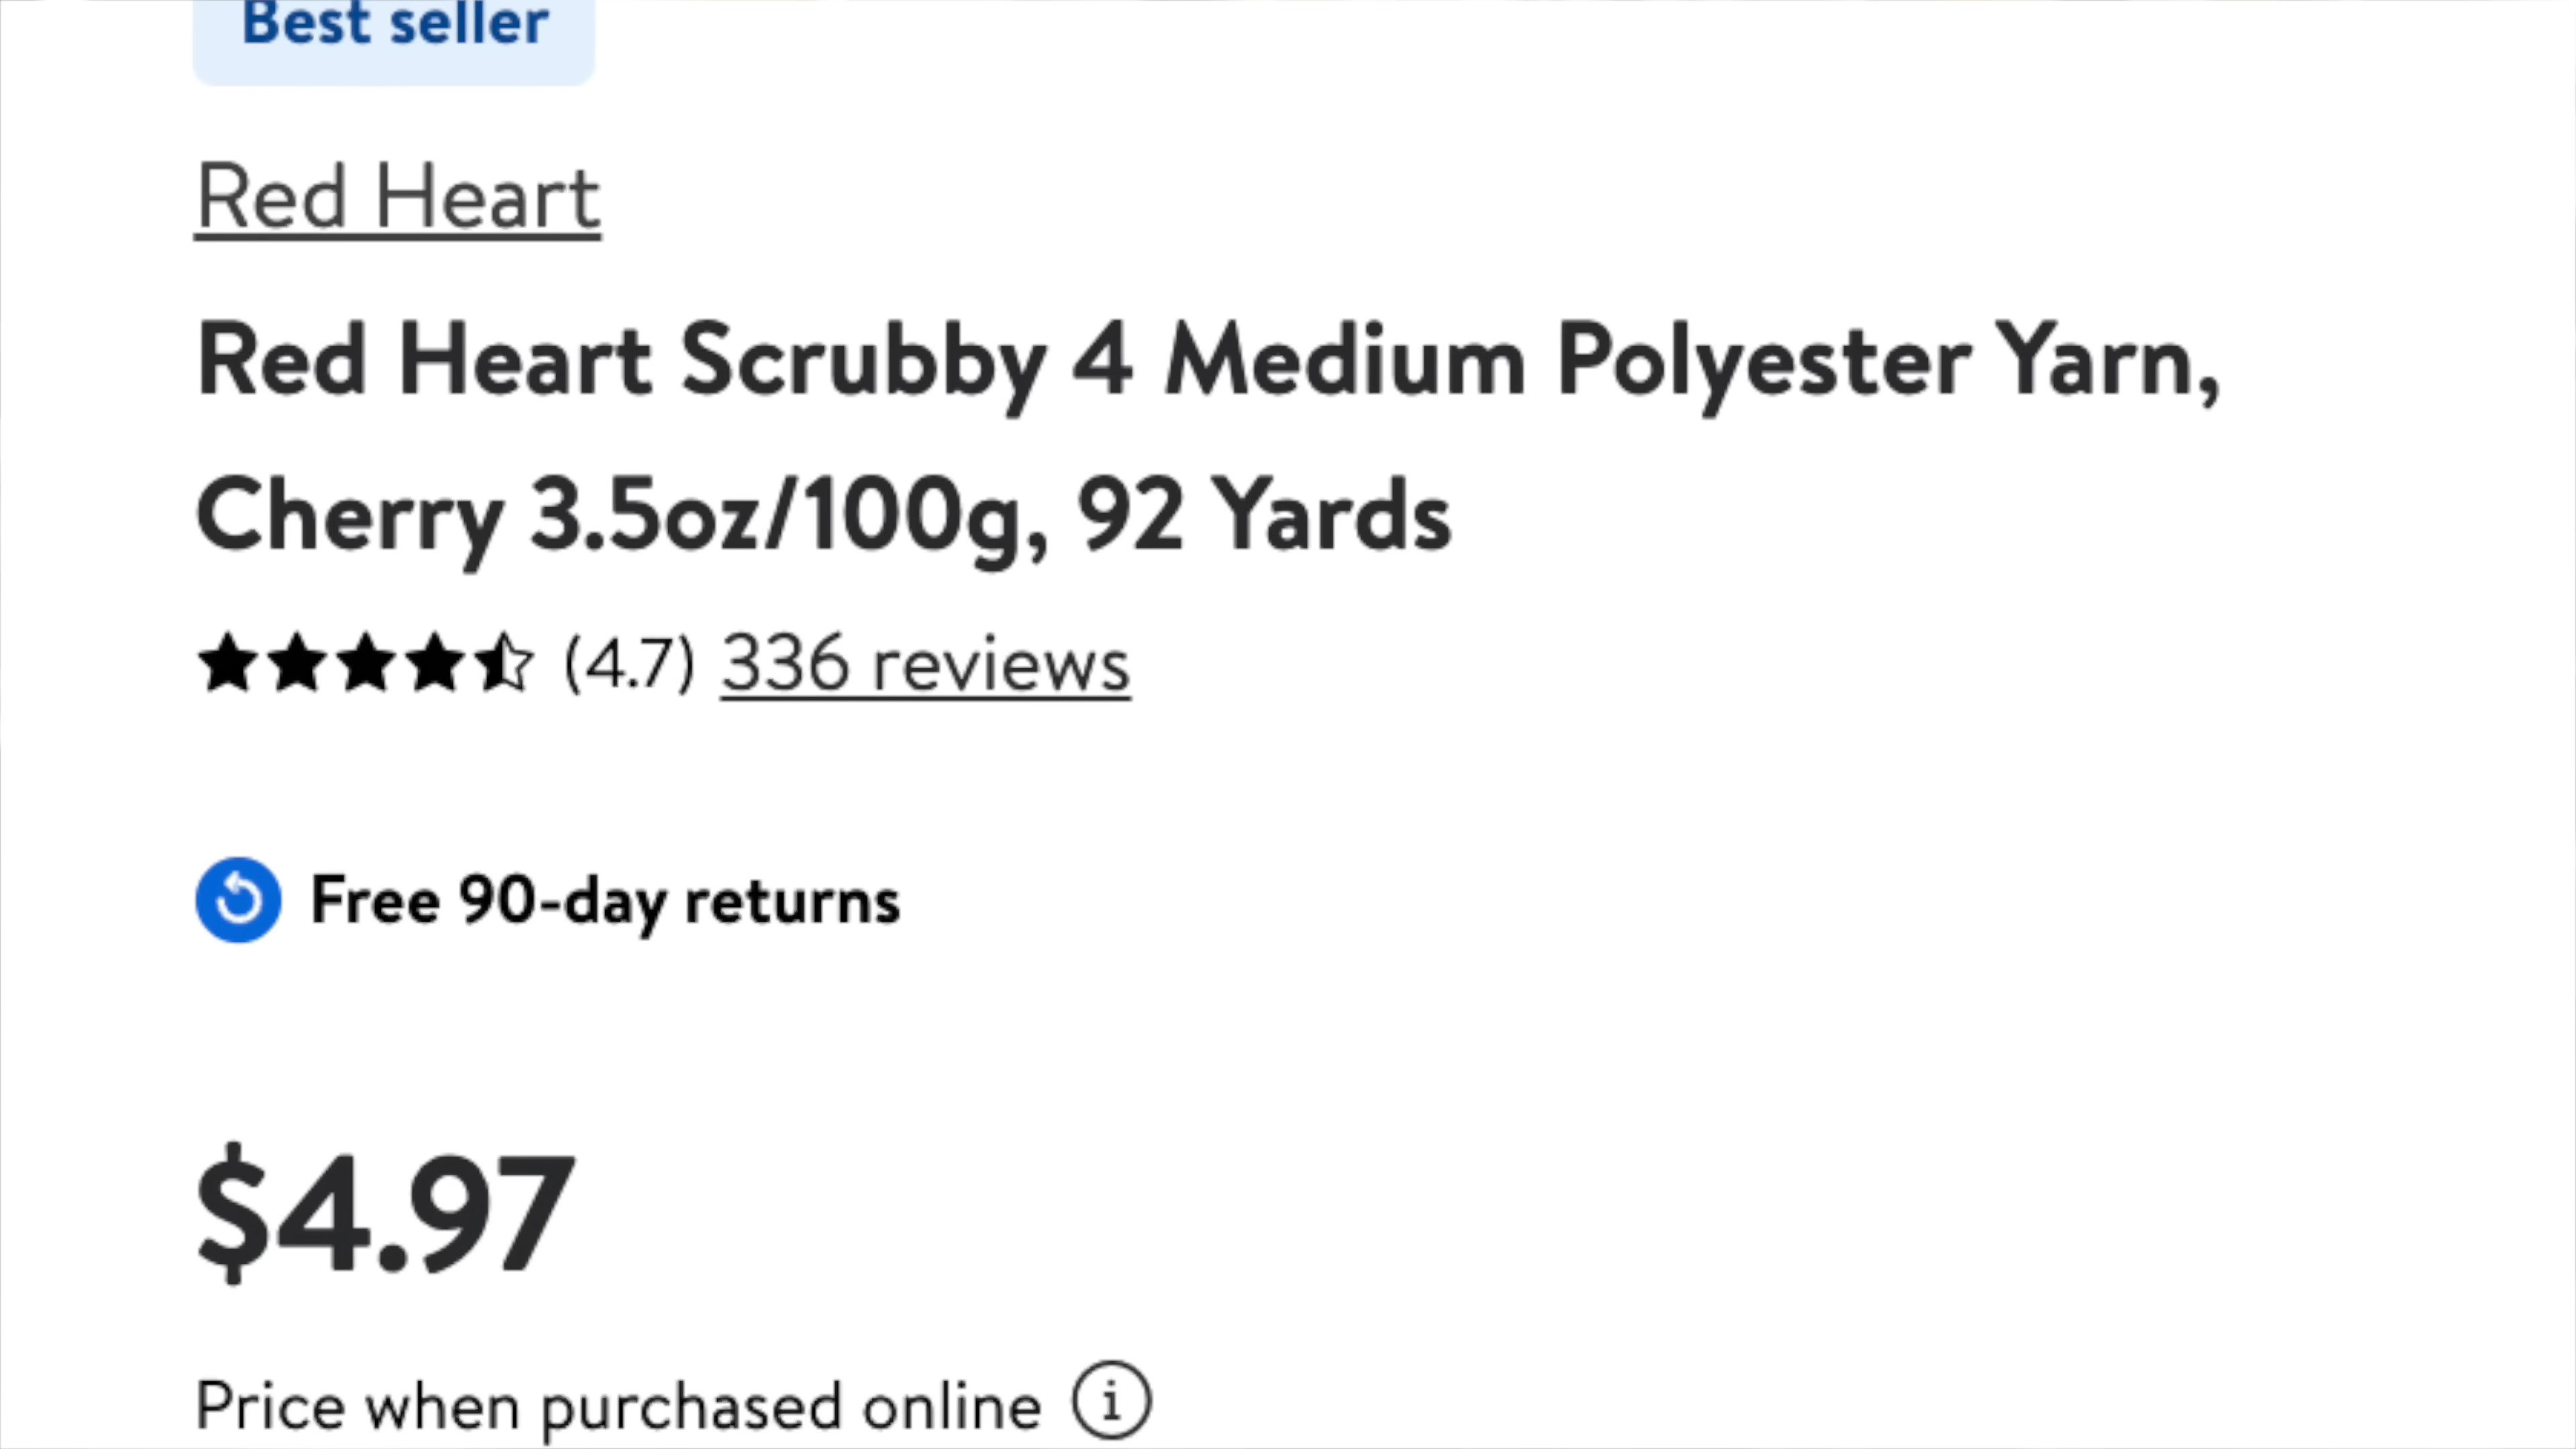 Best seller
Red Heart
Red Heart Scrubby 4 Medium Polyester Yarn,
Cherry 3.5oz/100g, 92 Yards
(4.7) 336 reviews
Free 90-day returns
$4.97
Price when purchased online